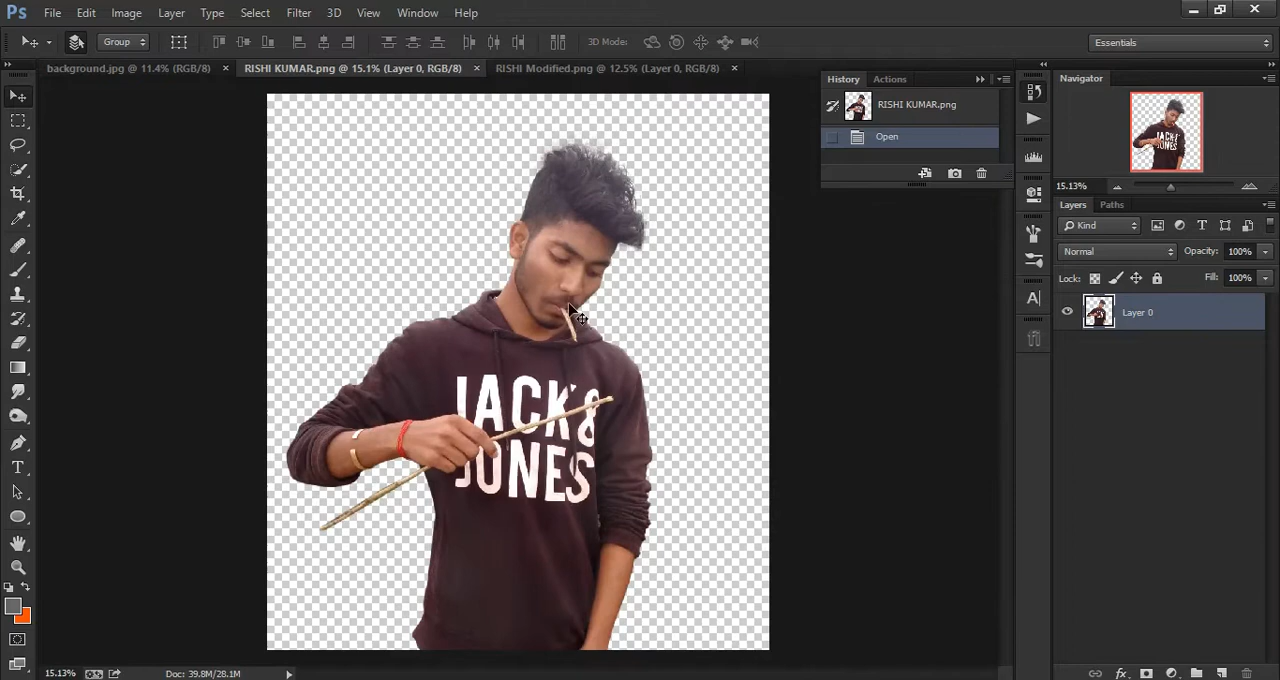 Ps File Edit Image Layer Type Select Filter 3D View Window Help
Group 3D Mode: Essentials
background.jpg @ 11.4% (RGB/8) × RISHI KUMAR.png @ 15.1% (Layer 0, RGB/8) × RISHI Modified.png @ 12.5% (Layer 0, RGB/8) ×
History Actions
Navigator
RISHI KUMAR.png
Open
15.13%
Layers Paths
Kind
Normal Opacity: 100%
Lock: Fill: 100%
Layer 0
JACK&
JONES
15.13% Doc: 39.8M/28.1M